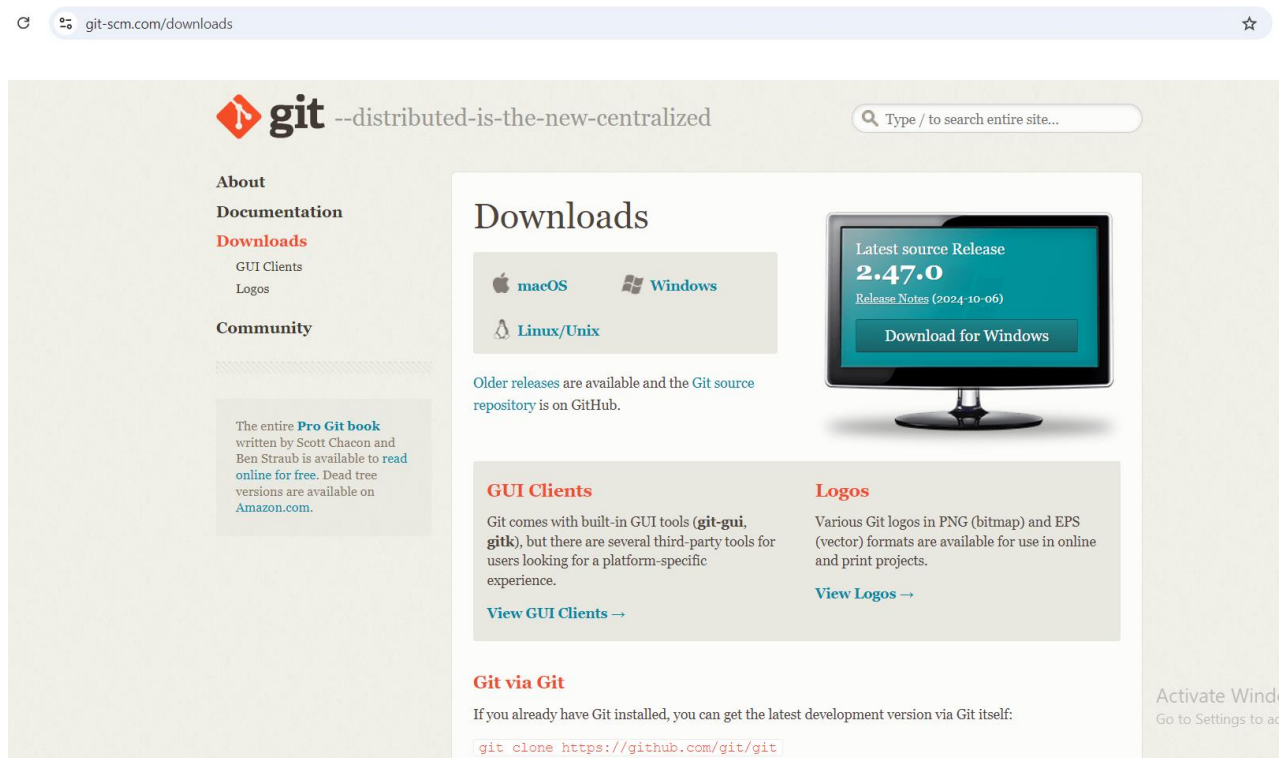 git-scm.com/downloads
git --distributed-is-the-new-centralized
Type / to search entire site...
About
Documentation
Downloads
GUI Clients
Logos
Community
The entire Pro Git book
written by Scott Chacon and
Ben Straub is available to read
online for free. Dead tree
versions are available on
Amazon.com.
Downloads
macOS
Windows
Linux/Unix
Older releases are available and the Git source
repository is on GitHub.
Latest source Release
2.47.0
Release Notes (2024-10-06)
Download for Windows
GUI Clients
Git comes with built-in GUI tools (git-gui,
gitk), but there are several third-party tools for
users looking for a platform-specific
experience.
View GUI Clients →
Logos
Various Git logos in PNG (bitmap) and EPS
(vector) formats are available for use in online
and print projects.
View Logos →
Git via Git
If you already have Git installed, you can get the latest development version via Git itself:
git clone https://github.com/git/git
Activate
Go to Settings to